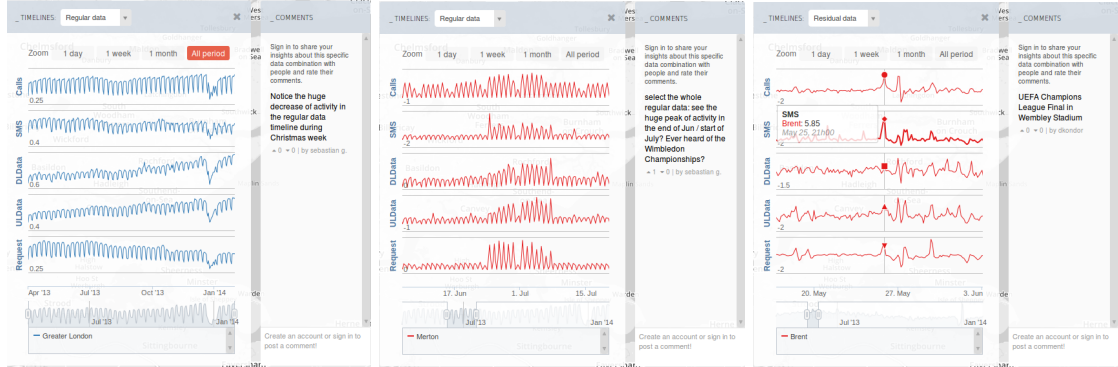 _ TIMELINES: Regular data
_ COMMENTS
Zoom 1 day 1 week 1 month All period
Calls
0.25
SMS
0.4
DLData
0.6
ULData
0.4
Request
0.25
Apr '13 Jul '13 Oct '13 Jan '14
Jul '13 Jan '14
Greater London
Sign in to share your
insights about this specific
data combination with
people and rate their
comments.
Notice the huge
decrease of activity in
the regular data
timeline during
Christmas week
0 0 | by sebastian g.
Create an account or sign in to
post a comment!
_ TIMELINES: Regular data
_ COMMENTS
Zoom 1 day 1 week 1 month All period
Calls
-1
SMS
-2
DLData
-1
ULData
-1
Request
-1
17. Jun 1. Jul 15. Jul
Jul'13 Jan '14
Merton
Sign in to share your
insights about this specific
data combination with
people and rate their
comments.
select the whole
regular data: see the
huge peak of activity in
the end of Jun / start of
July? Ever heard of the
Wimbledon
Championships?
1 0 | by sebastian g.
Create an account or sign in to
post a comment!
_ TIMELINES: Residual data
_ COMMENTS
Zoom 1 day 1 week 1 month All period
Calls
-2
SMS
SMS
Brent: 5.85
May 25, 21h00
-2
DLData
-1.5
ULData
-2
Request
-2
20. May 27. May 3. Jun
Jul'13 Jan '14
Brent
Sign in to share your
insights about this specific
data combination with
people and rate their
comments.
UEFA Champions
League Final in
Wembley Stadium
0 0 | by dkondor
Create an account or sign in to
post a comment!